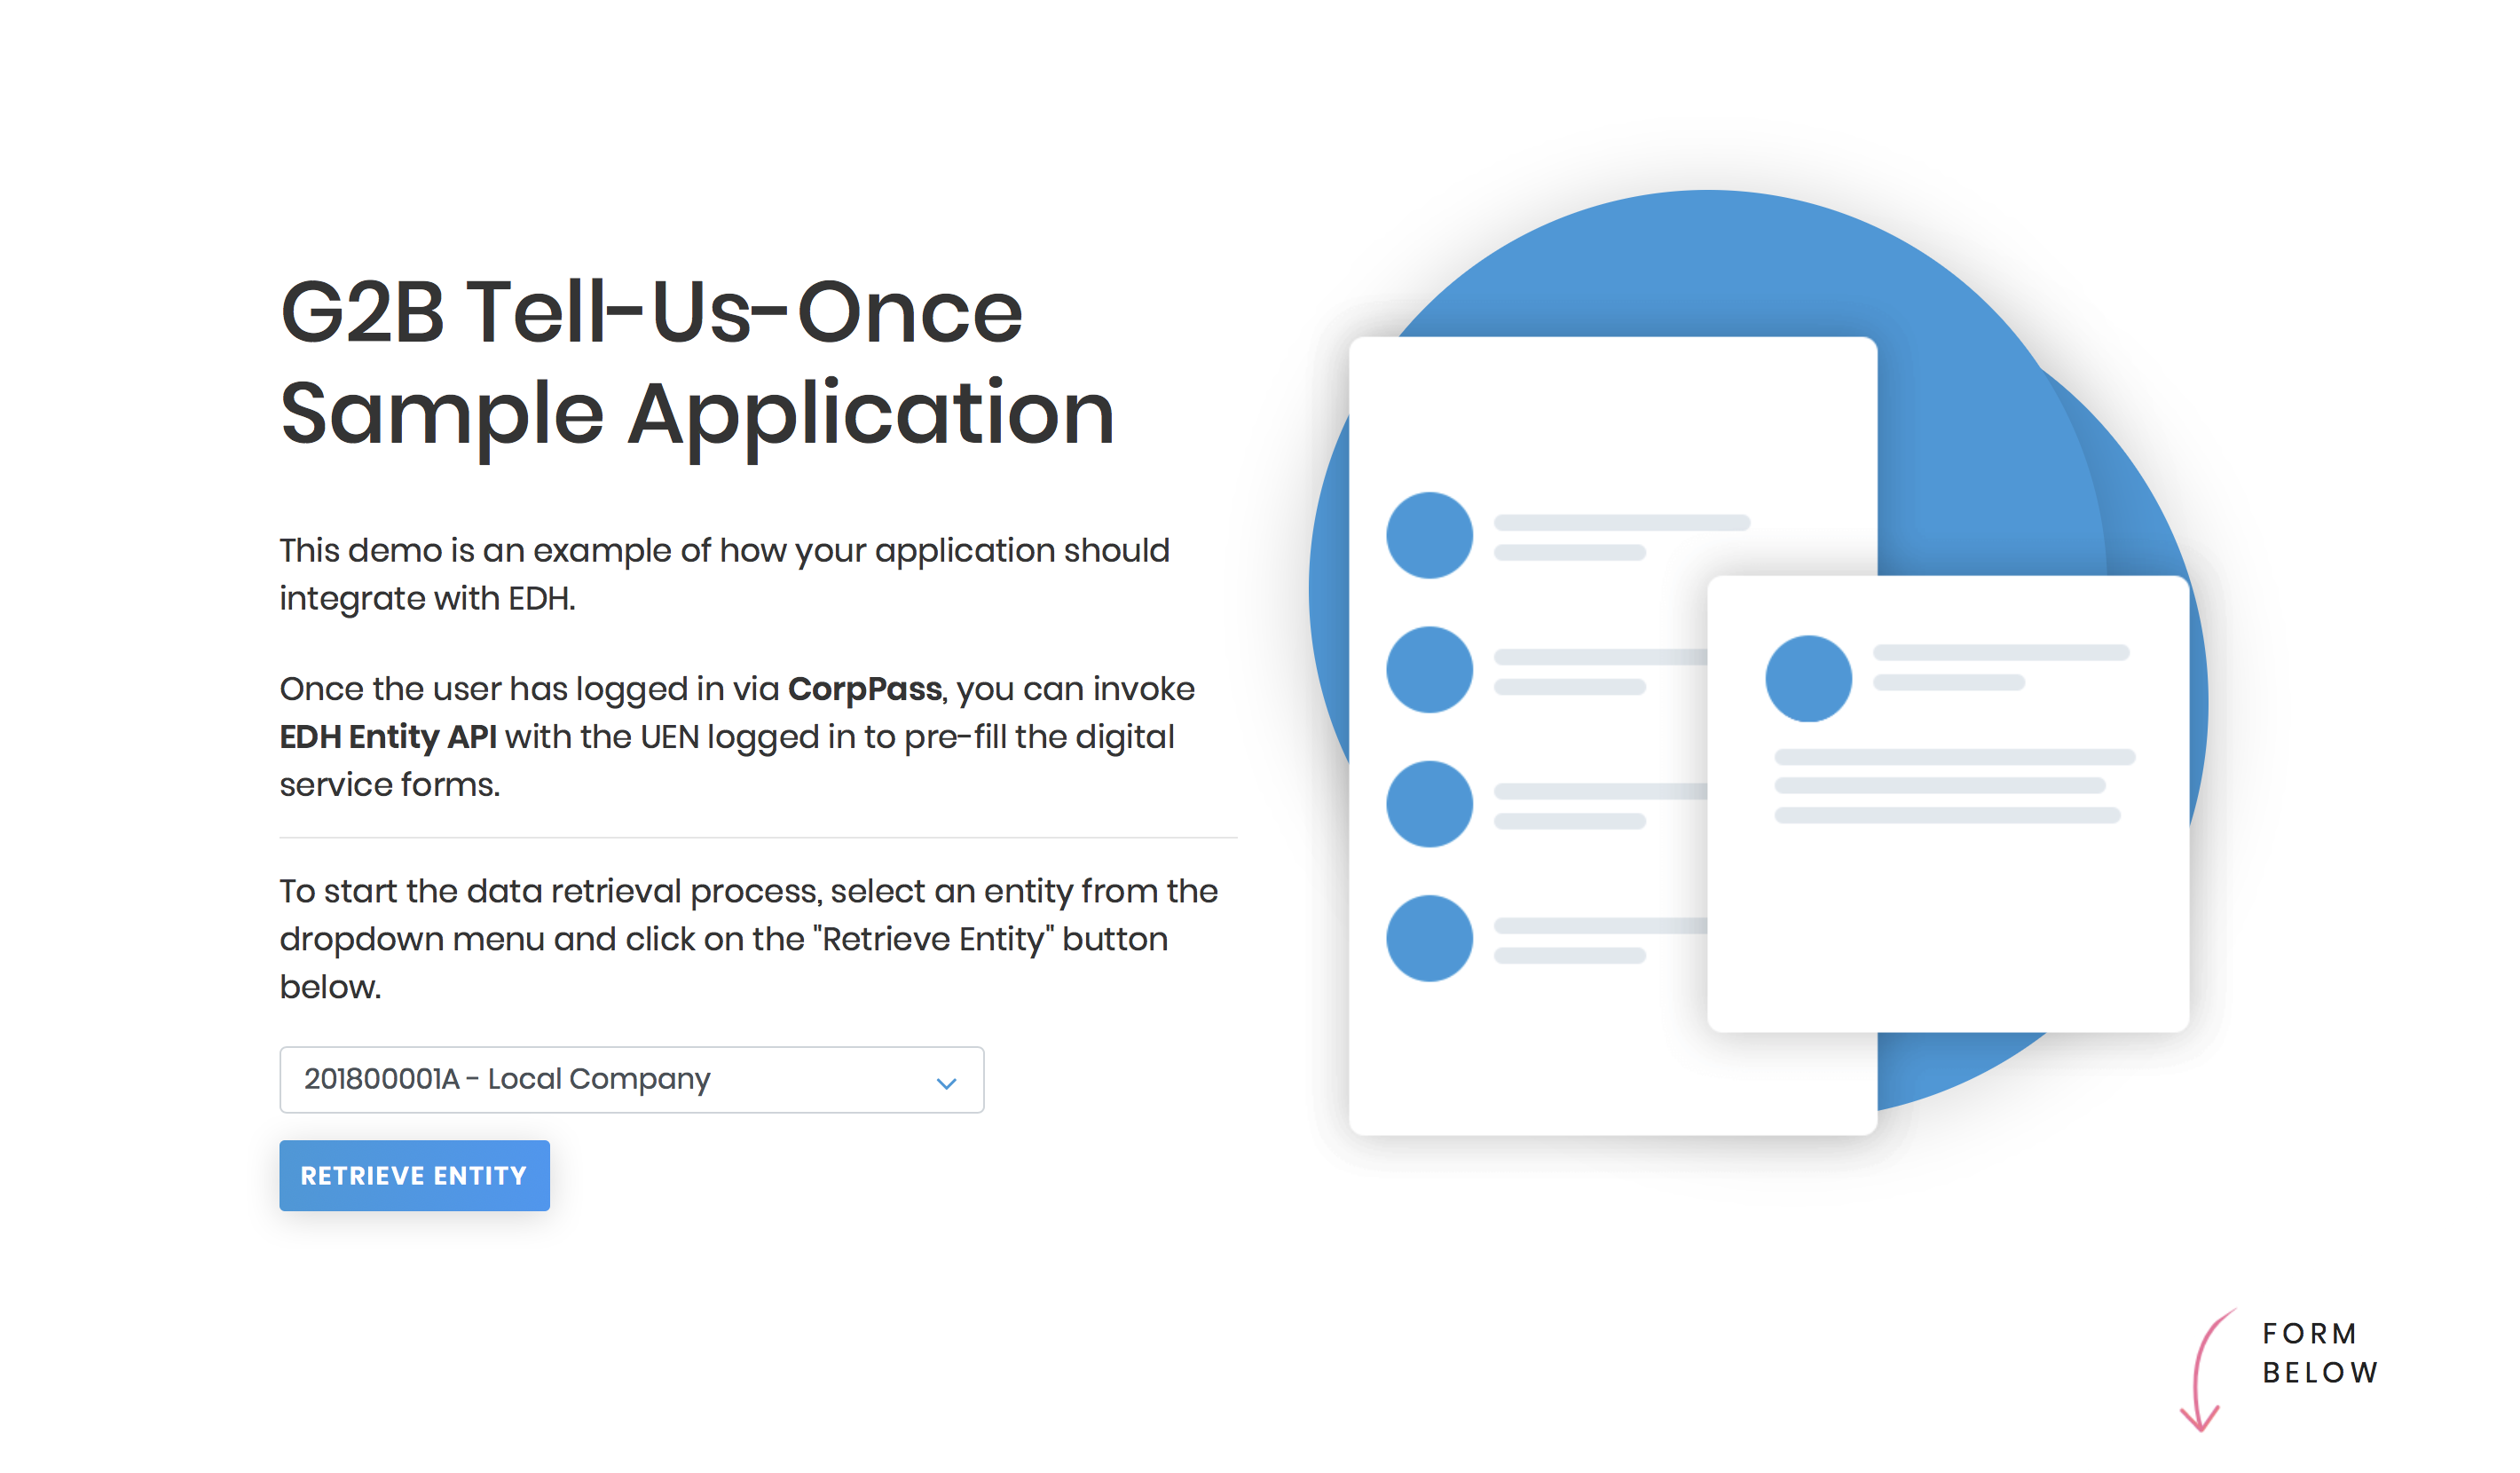 G2B Tell-Us-Once
Sample Application
This demo is an example of how your application should
integrate with EDH.
Once the user has logged in via CorpPass, you can invoke
EDH Entity API with the UEN logged in to pre-fill the digital
service forms.
To start the data retrieval process, select an entity from the
dropdown menu and click on the "Retrieve Entity" button
below.
201800001A - Local Company
RETRIEVE ENTITY
FORM
BELOW